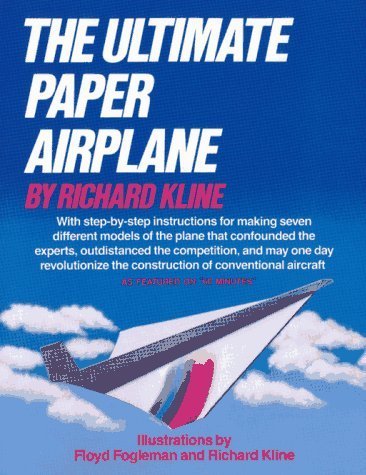 THE ULTIMATE
PAPER
AIRPLANE
BY RICHARD KLINE
With step-by-step instructions for making seven
different models of the plane that confounded the
experts, outdistanced the competition, and may one day
revolutionize the construction of conventional aircraft
AS FEATURED ON "60 MINUTES"
Illustrations by
Floyd Fogleman and Richard Kline